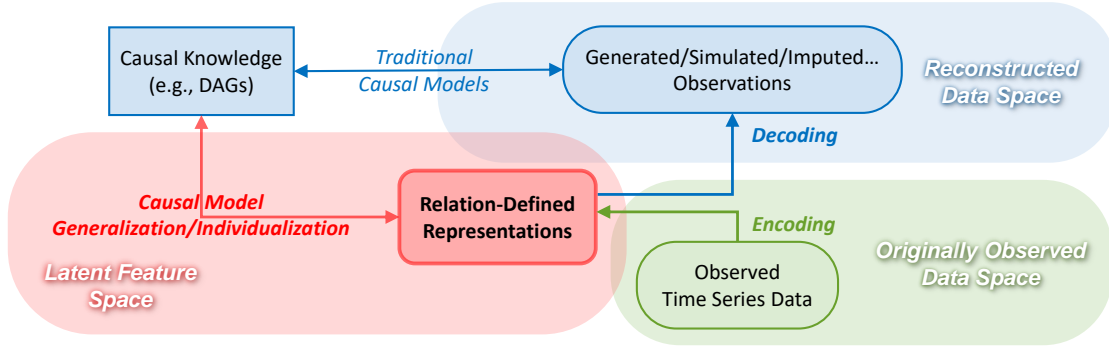 Causal Knowledge
(e.g., DAGs)
Traditional
Causal Models
Generated/Simulated/Imputed…
Observations
Reconstructed
Data Space
Decoding
Causal Model
Generalization/Individualization
Relation-Defined
Representations
Encoding
Latent Feature
Space
Observed
Time Series Data
Originally Observed
Data Space